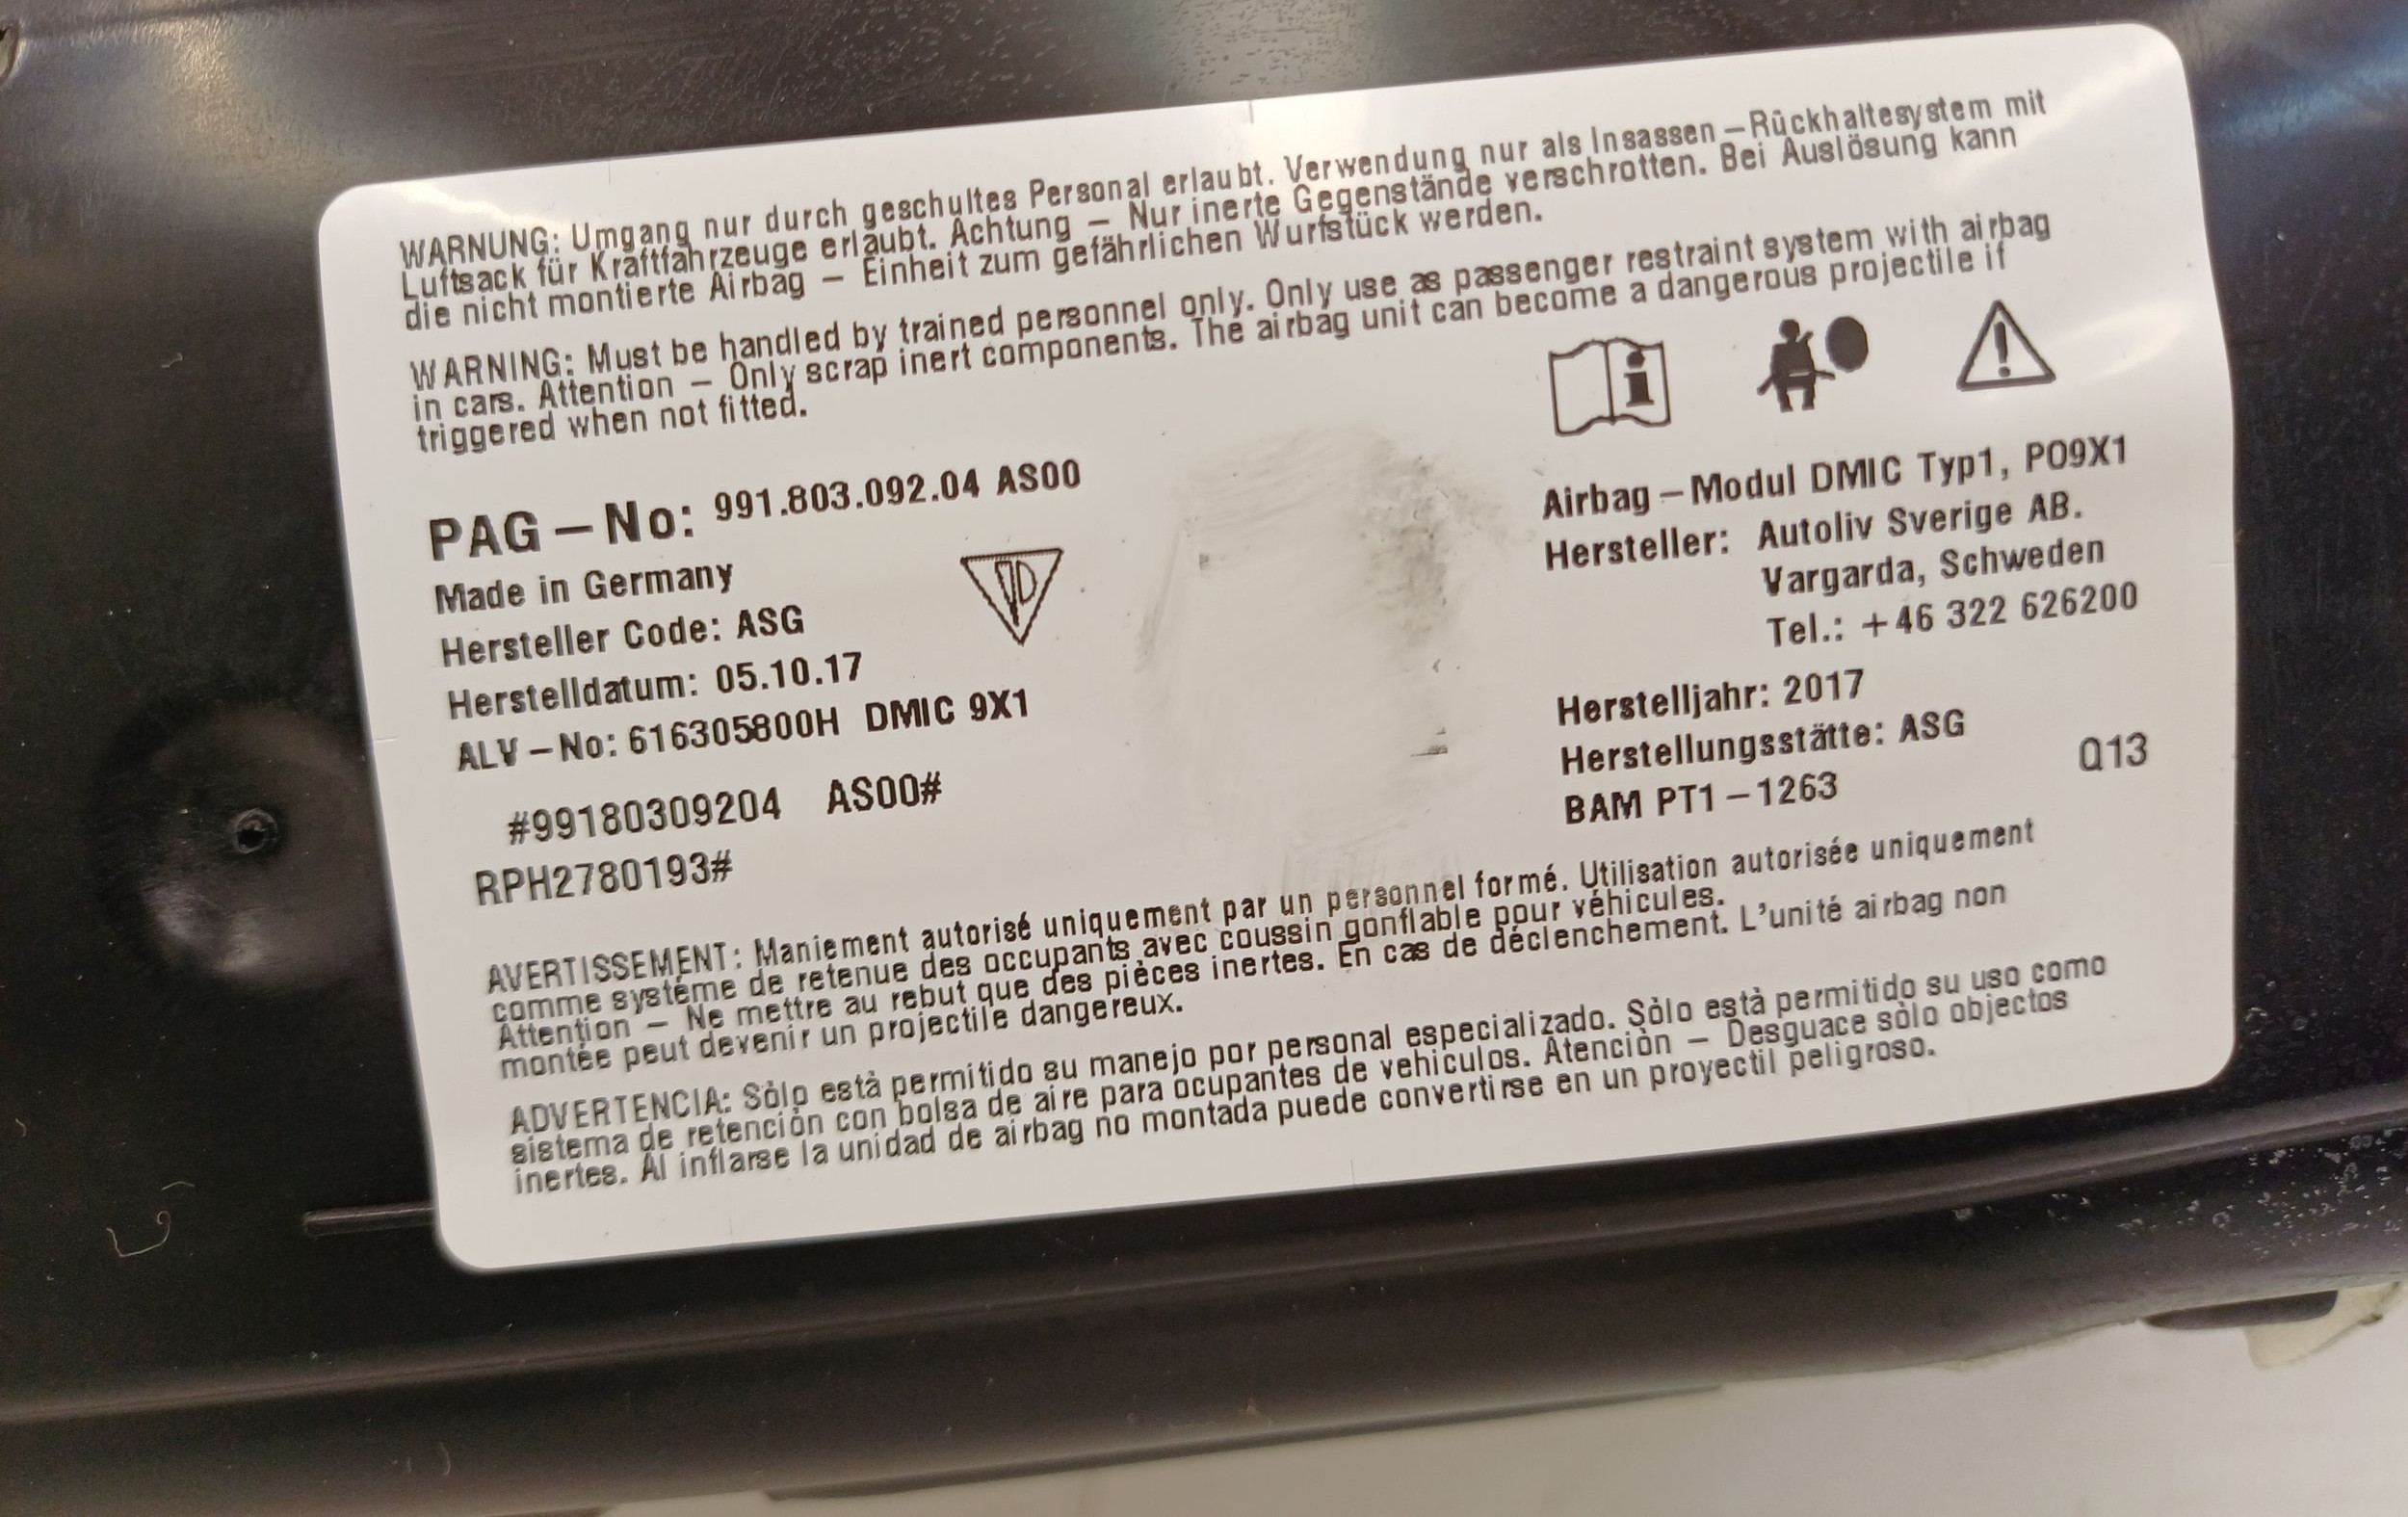 WARNUNG: Umgang nur durch geschultes Personal erlaubt. Verwendung nur als Insassen – Rückhaltesystem mit
Luftsack für Kraftfahrzeuge erlaubt. Achtung – Nur inerte Gegenstände verschrotten. Bei Auslösung kann
die nicht montierte Airbag – Einheit zum gefährlichen Wurfstück werden.
WARNING: Must be handled by trained personnel only. Only use as passenger restraint system with airbag
in cars. Attention – Only scrap inert components. The airbag unit can become a dangerous projectile if
triggered when not fitted.
PAG – No: 991.803.092.04 AS00
Made in Germany
Hersteller Code: ASG
Herstelldatum: 05.10.17
ALV – No: 616305800H DMIC 9X1
#99180309204 AS00#
RPH2780193#
Airbag – Modul DMIC Typ1, PO9X1
Hersteller: Autoliv Sverige AB.
Vargarda, Schweden
Tel.: +46 322 626200
Herstelljahr: 2017
Herstellungsstätte: ASG
BAM PT1 – 1263
Q13
AVERTISSEMENT: Maniement autorisé uniquement par un personnel formé. Utilisation autorisée uniquement
comme système de retenue des occupants avec coussin gonflable pour véhicules.
Attention – Ne mettre au rebut que des pièces inertes. En cas de déclenchement. L'unité airbag non
montée peut devenir un projectile dangereux.
ADVERTENCIA: Sòlo està permitido su manejo por personal especializado. Sòlo està permitido su uso como
sistema de retenciòn con bolsa de aire para ocupantes de vehiculos. Atenciòn – Desguace sòlo objectos
inertes. Al inflarse la unidad de airbag no montada puede convertirse en un proyectil peligroso.